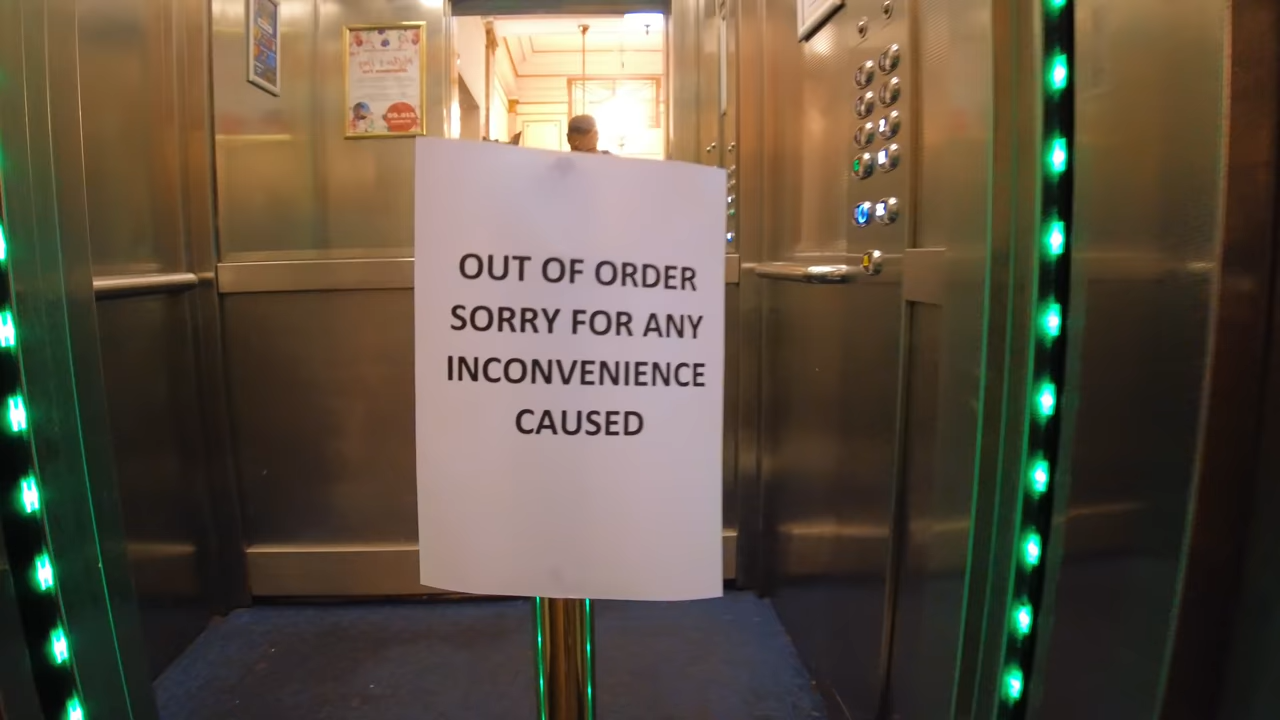 OUT OF ORDER
SORRY FOR ANY
INCONVENIENCE
CAUSED